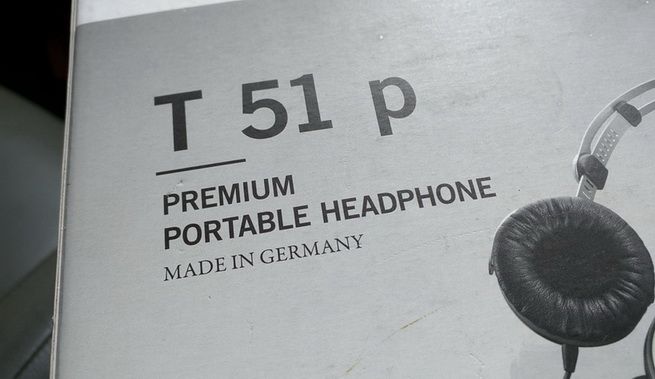 T 51 p
PREMIUM
PORTABLE HEADPHONE
MADE IN GERMANY